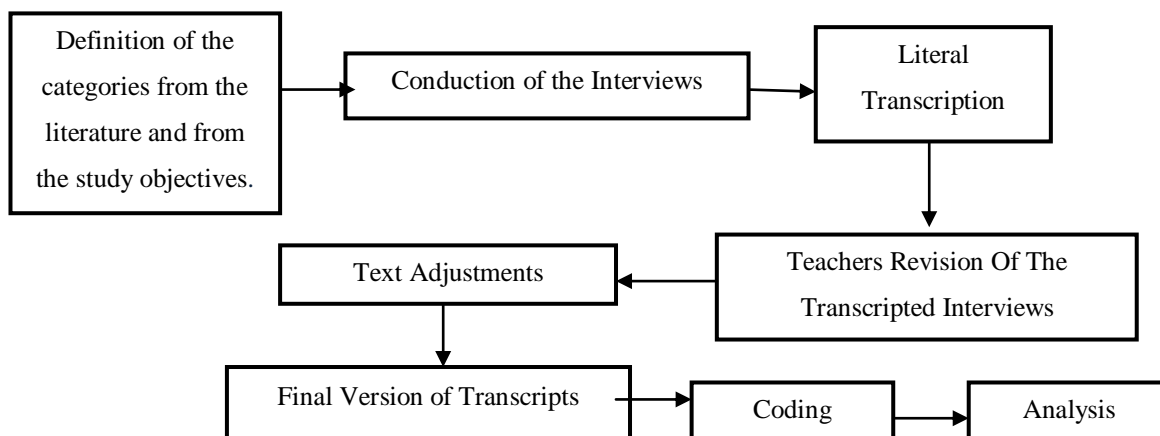 Definition of the
categories from the
literature and from
the study objectives.
Conduction of the Interviews
Literal
Transcription
Teachers Revision Of The
Transcripted Interviews
Text Adjustments
Final Version of Transcripts
Coding
Analysis